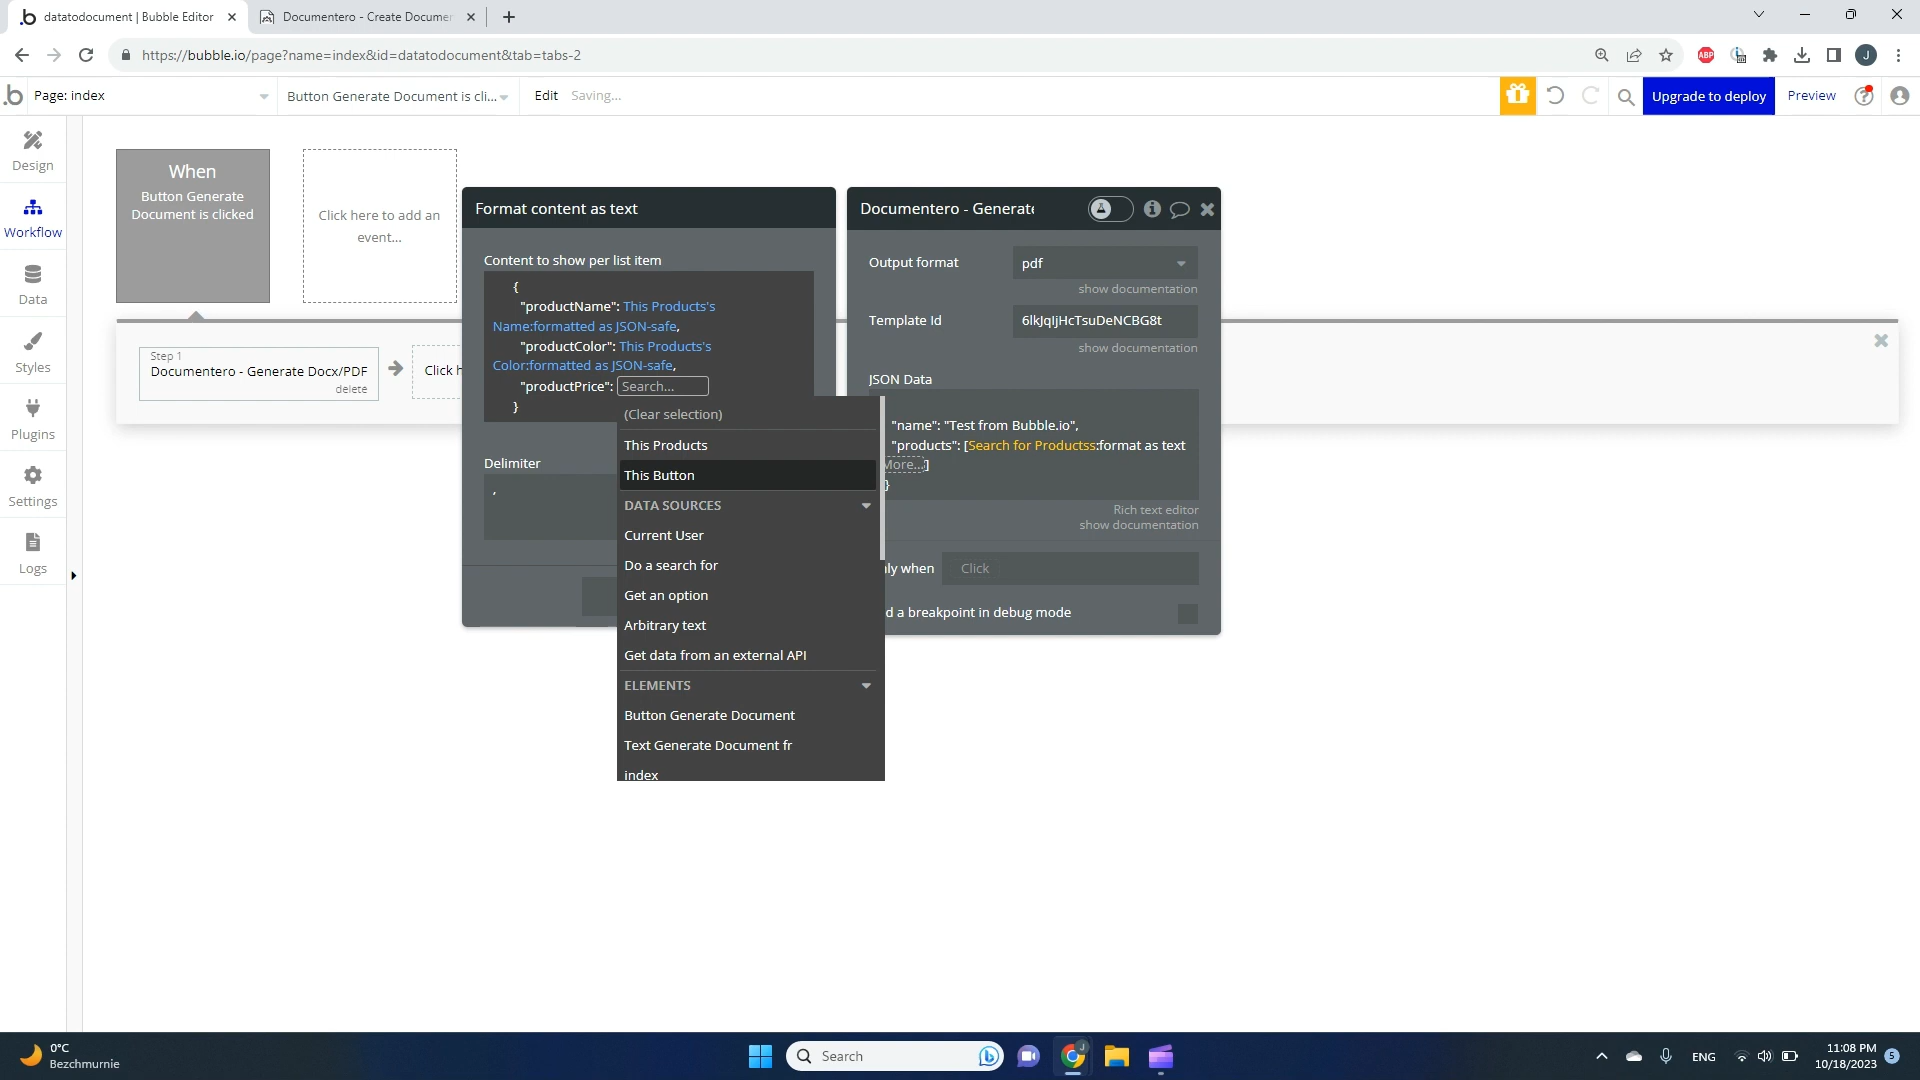 datatodocument | Bubble Editor
Documentero - Create Documen
https://bubble.io/page?name=index&id=datatodocument&tab=tabs-2
ABP
J
Page: index
Button Generate Document is cli...
Edit
Saving...
Upgrade to deploy
Preview
Design
Workflow
Data
Styles
Plugins
Settings
Logs
When
Button Generate
Document is clicked
Click here to add an
event...
Step 1
Documentero - Generate Docx/PDF
delete
Click h
Format content as text
Content to show per list item
{
"productName": This Products's
Name:formatted as JSON-safe,
"productColor": This Products's
Color:formatted as JSON-safe,
"productPrice": Search...
}
Delimiter
,
(Clear selection)
This Products
This Button
DATA SOURCES
Current User
Do a search for
Get an option
Arbitrary text
Get data from an external API
ELEMENTS
Button Generate Document
Text Generate Document fr
index
Documentero - Generate
Output format
pdf
show documentation
Template Id
6lkJqljHcTsuDeNCBG8t
show documentation
JSON Data
"name": "Test from Bubble.io",
"products": [Search for Productss:format as text
More...]
}
Rich text editor
show documentation
ly when
Click
d a breakpoint in debug mode
0°C
Bezchmurnie
Search
J
ENG
11:08 PM
10/18/2023
5